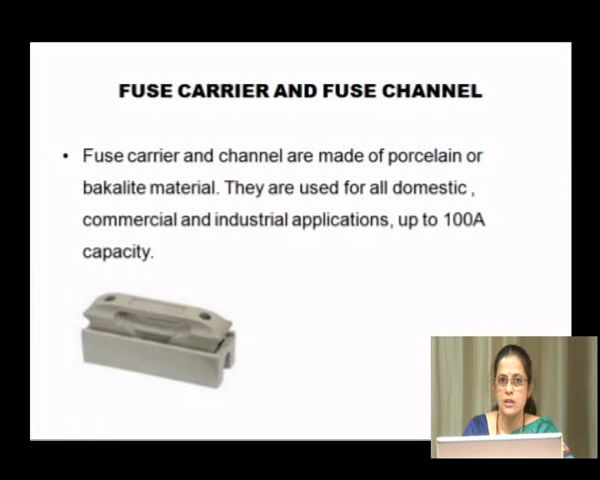 FUSE CARRIER AND FUSE CHANNEL
• Fuse carrier and channel are made of porcelain or
bakalite material. They are used for all domestic ,
commercial and industrial applications, up to 100A
capacity.